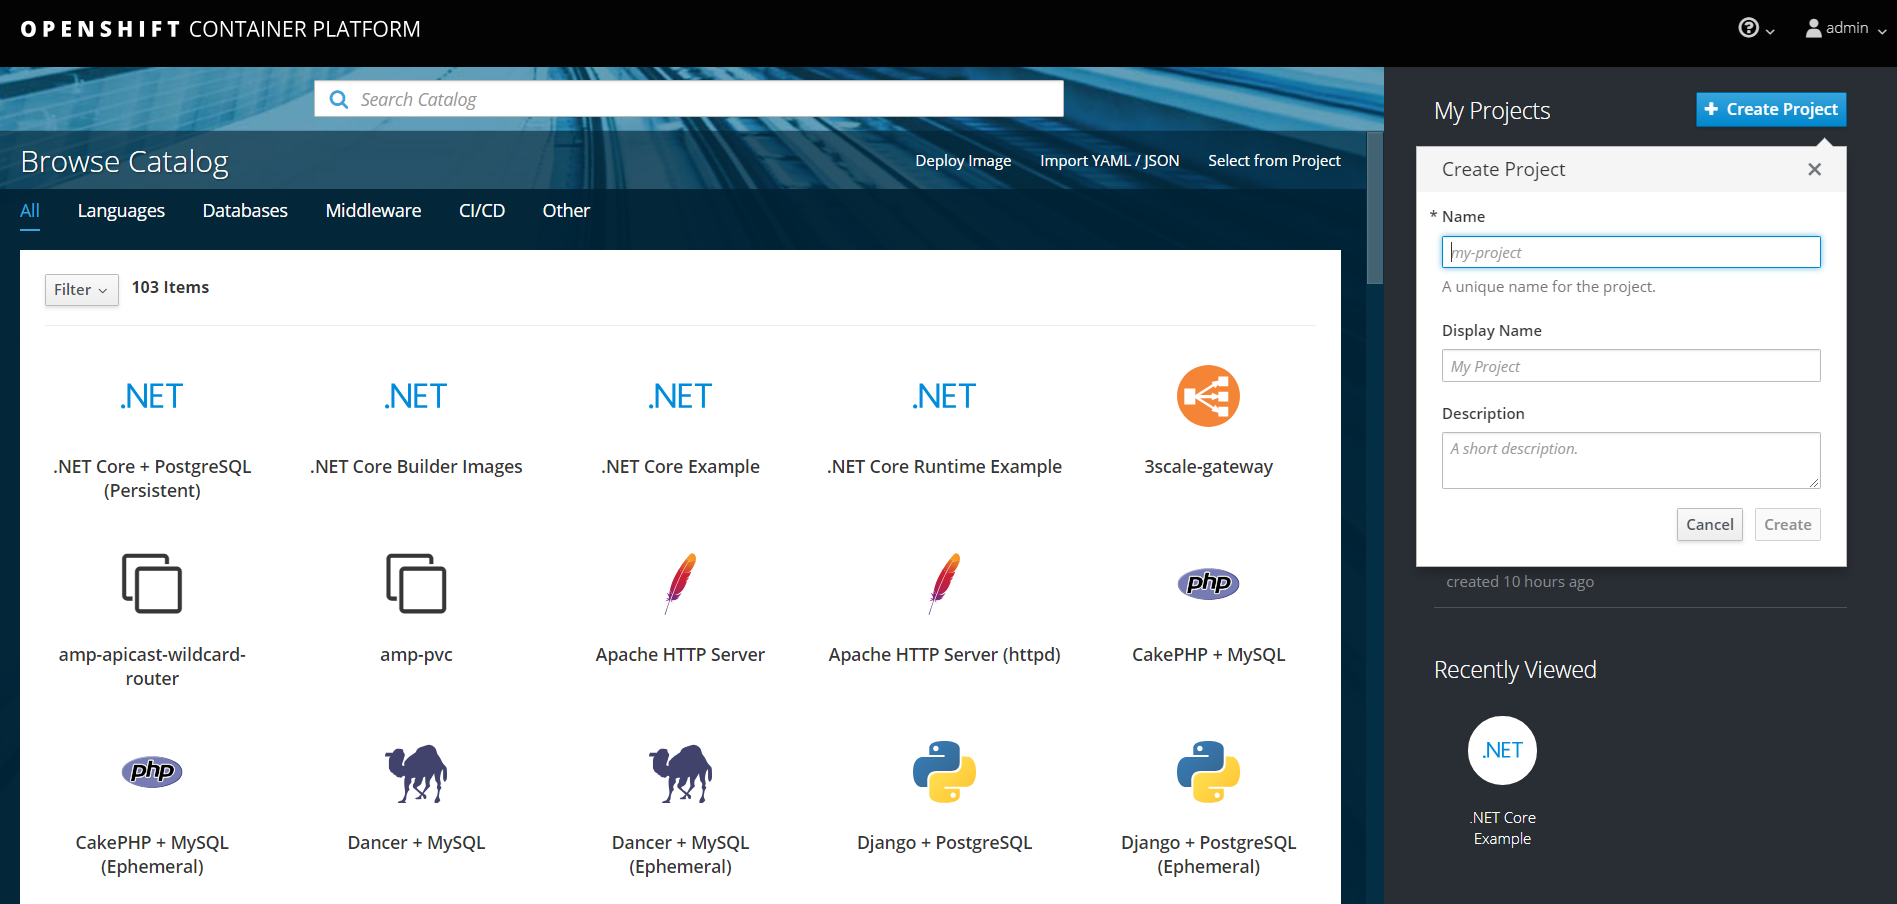 OPENSHIFT CONTAINER PLATFORM
admin
Search Catalog
Browse Catalog
Deploy Image
Import YAML / JSON
Select from Project
All
Languages
Databases
Middleware
CI/CD
Other
Filter
103 Items
.NET
.NET
.NET
.NET
.NET Core + PostgreSQL
(Persistent)
.NET Core Builder Images
.NET Core Example
.NET Core Runtime Example
3scale-gateway
php
amp-apicast-wildcard-
router
amp-pvc
Apache HTTP Server
Apache HTTP Server (httpd)
CakePHP + MySQL
php
CakePHP + MySQL
(Ephemeral)
Dancer + MySQL
Dancer + MySQL
(Ephemeral)
Django + PostgreSQL
Django + PostgreSQL
(Ephemeral)
My Projects
+ Create Project
Create Project
* Name
my-project
A unique name for the project.
Display Name
My Project
Description
A short description.
Cancel
Create
created 10 hours ago
Recently Viewed
.NET
.NET Core
Example